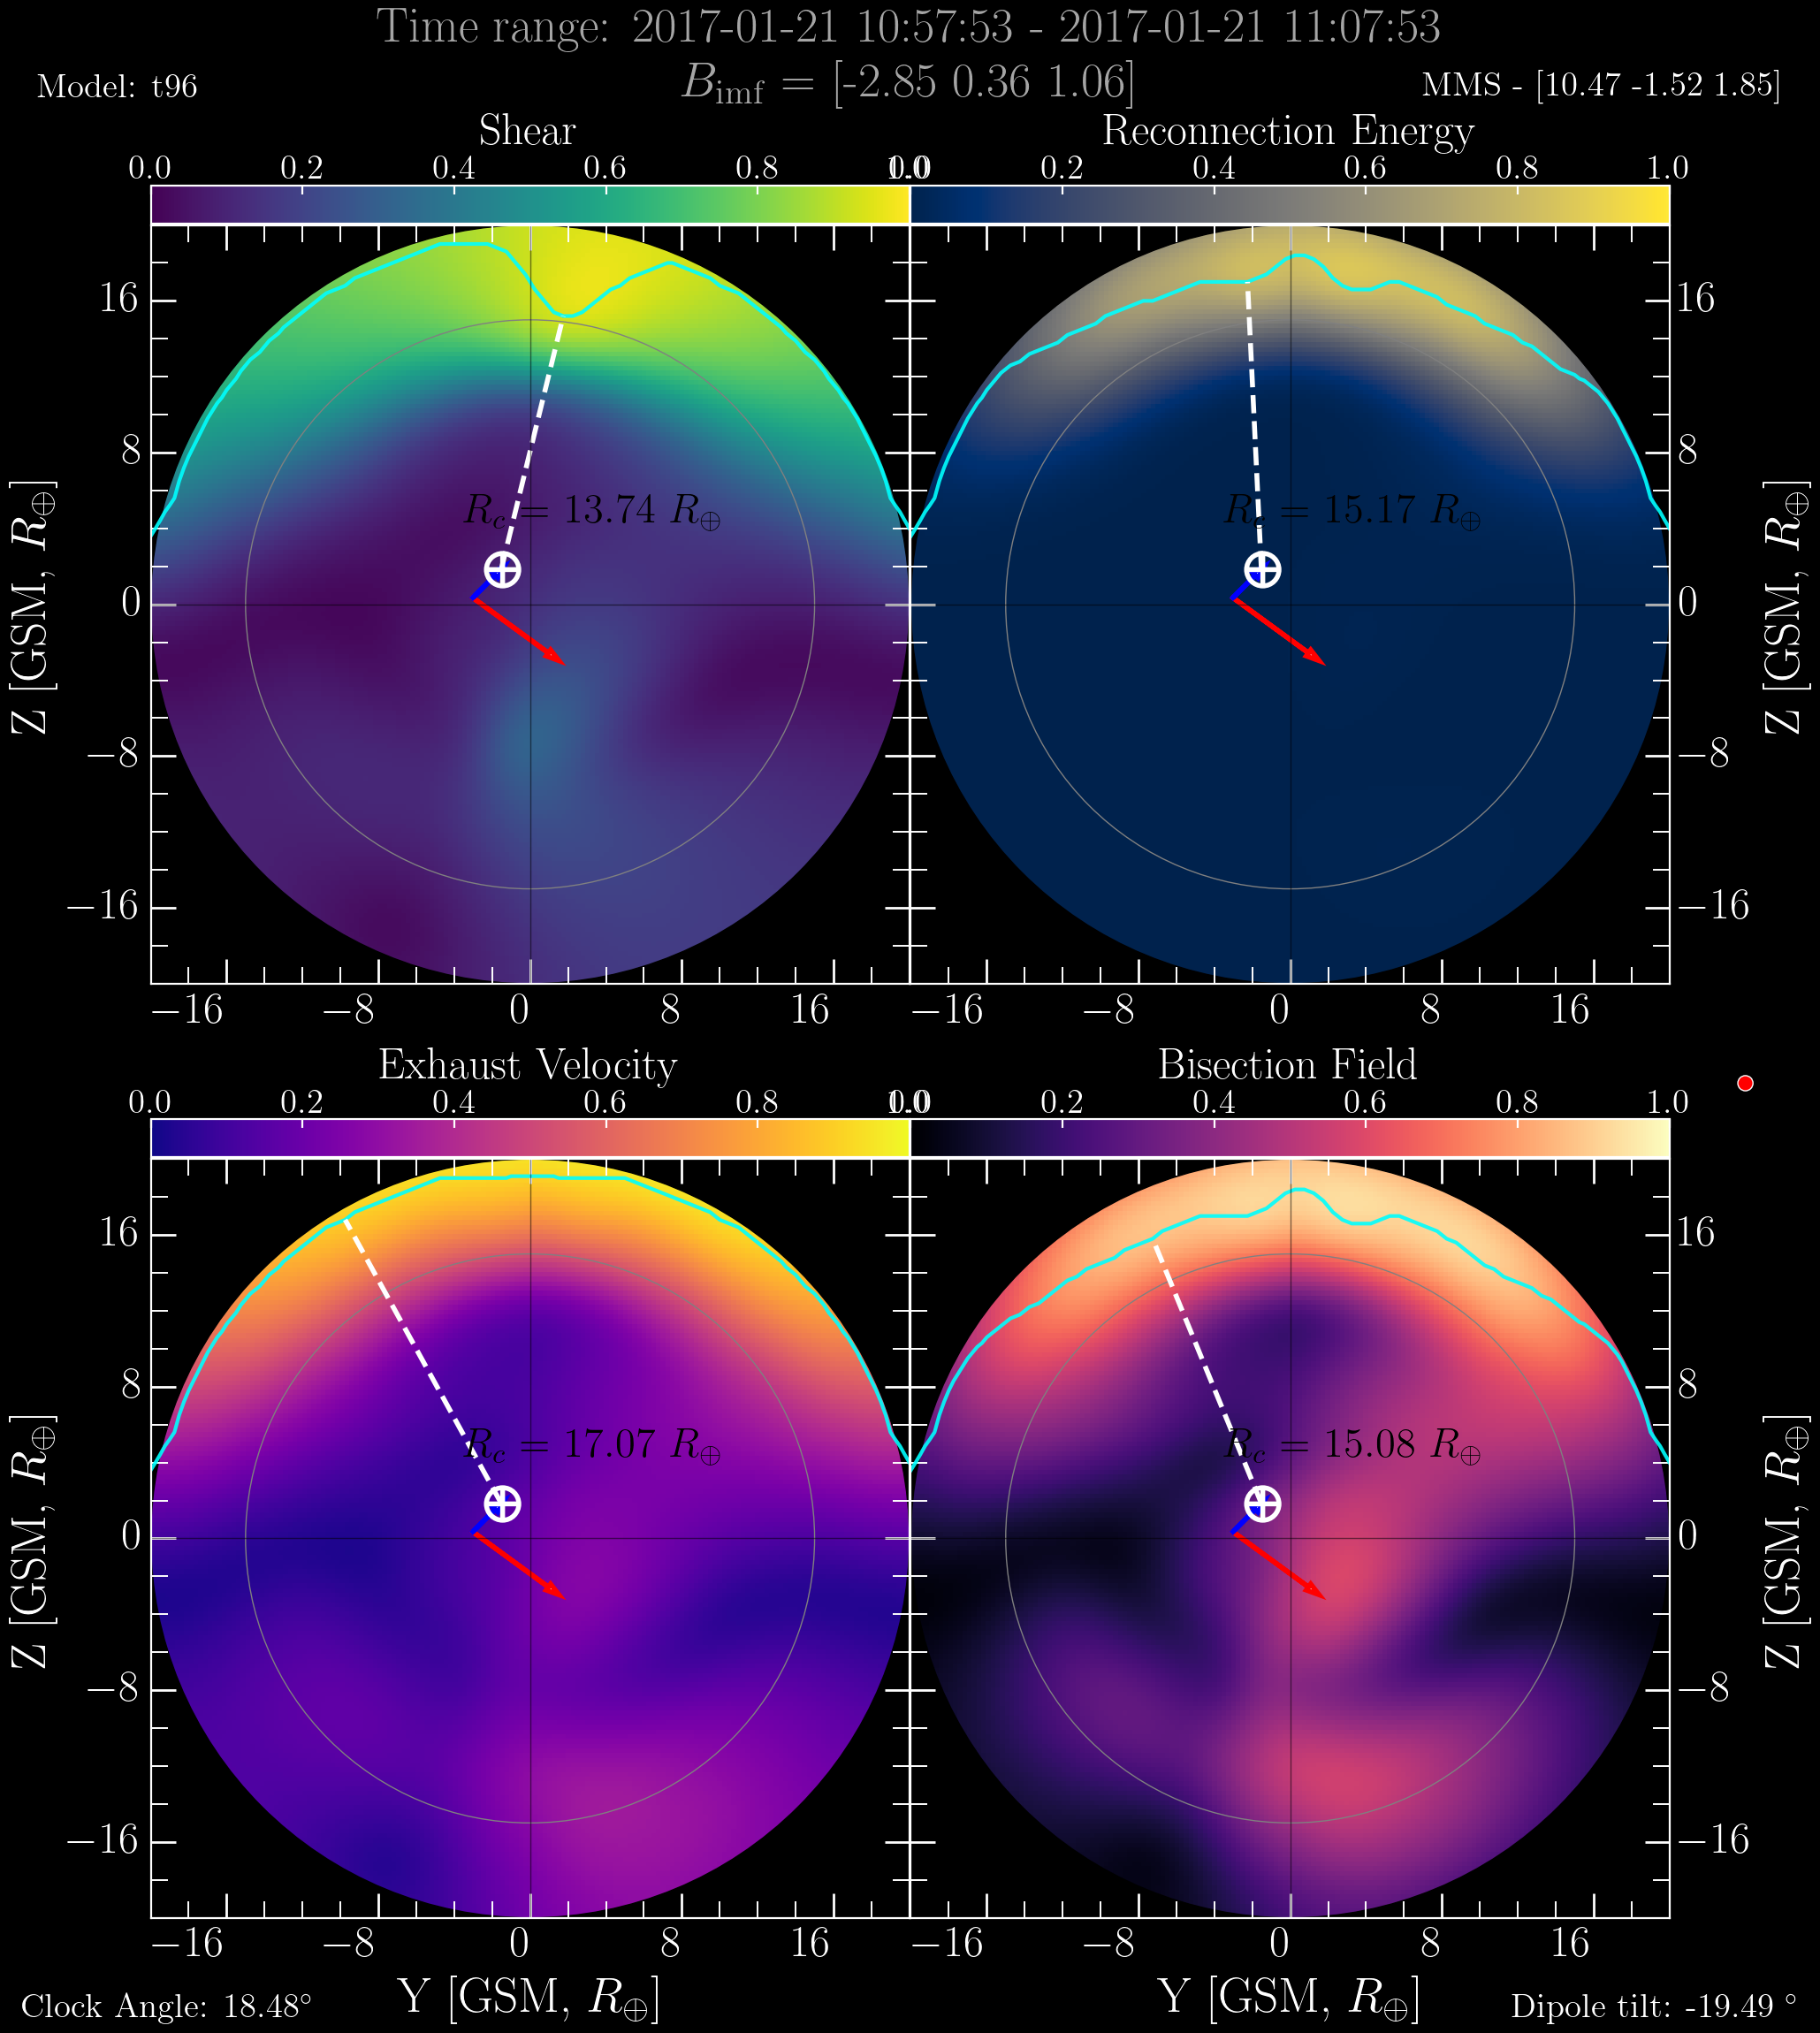 Time range: 2017-01-21 10:57:53 - 2017-01-21 11:07:53
Model: t96
B_imf = [-2.85 0.36 1.06]
MMS - [10.47 -1.52 1.85]
Shear
Reconnection Energy
0.0 0.2 0.4 0.6 0.8 1.0
0.0 0.2 0.4 0.6 0.8 1.0
Z [GSM, R⊕]
16
8
0
−8
−16
R_c = 13.74 R⊕
R_c = 15.17 R⊕
16
8
0
−8
−16
Z [GSM, R⊕]
−16 −8 0 8 16
−16 −8 0 8 16
Exhaust Velocity
Bisection Field
0.0 0.2 0.4 0.6 0.8 1.0
0.0 0.2 0.4 0.6 0.8 1.0
Z [GSM, R⊕]
16
8
0
−8
−16
R_c = 17.07 R⊕
R_c = 15.08 R⊕
16
8
0
−8
−16
Z [GSM, R⊕]
−16 −8 0 8 16
−16 −8 0 8 16
Y [GSM, R⊕]
Y [GSM, R⊕]
Clock Angle: 18.48°
Dipole tilt: -19.49 °